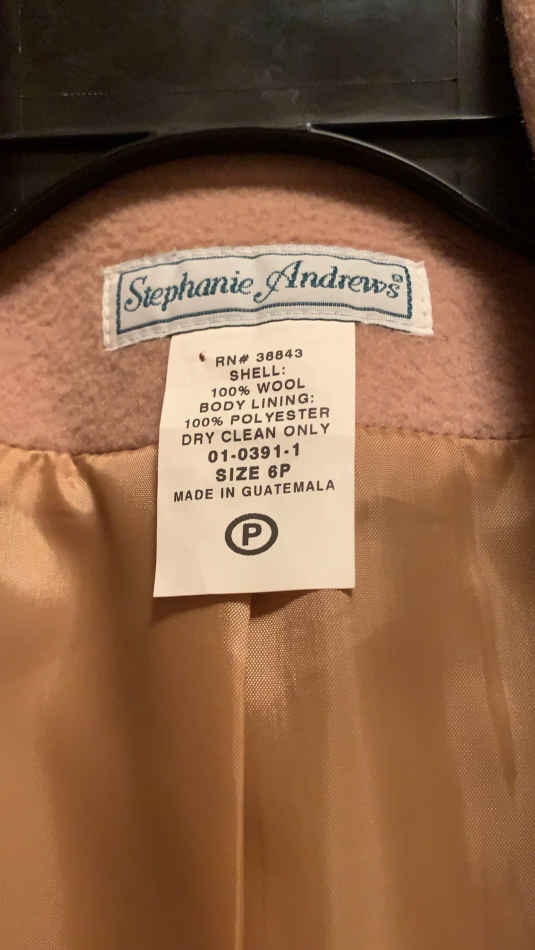 Stephanie Andrews®
RN# 38843
SHELL:
100% WOOL
BODY LINING:
100% POLYESTER
DRY CLEAN ONLY
01-0391-1
SIZE 6P
MADE IN GUATEMALA
P